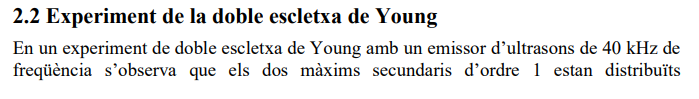 2.2 Experiment de la doble escletxa de Young
En un experiment de doble escletxa de Young amb un emissor d’ultrasons de 40 kHz de
freqüència s’observa que els dos màxims secundaris d’ordre 1 estan distribuïts